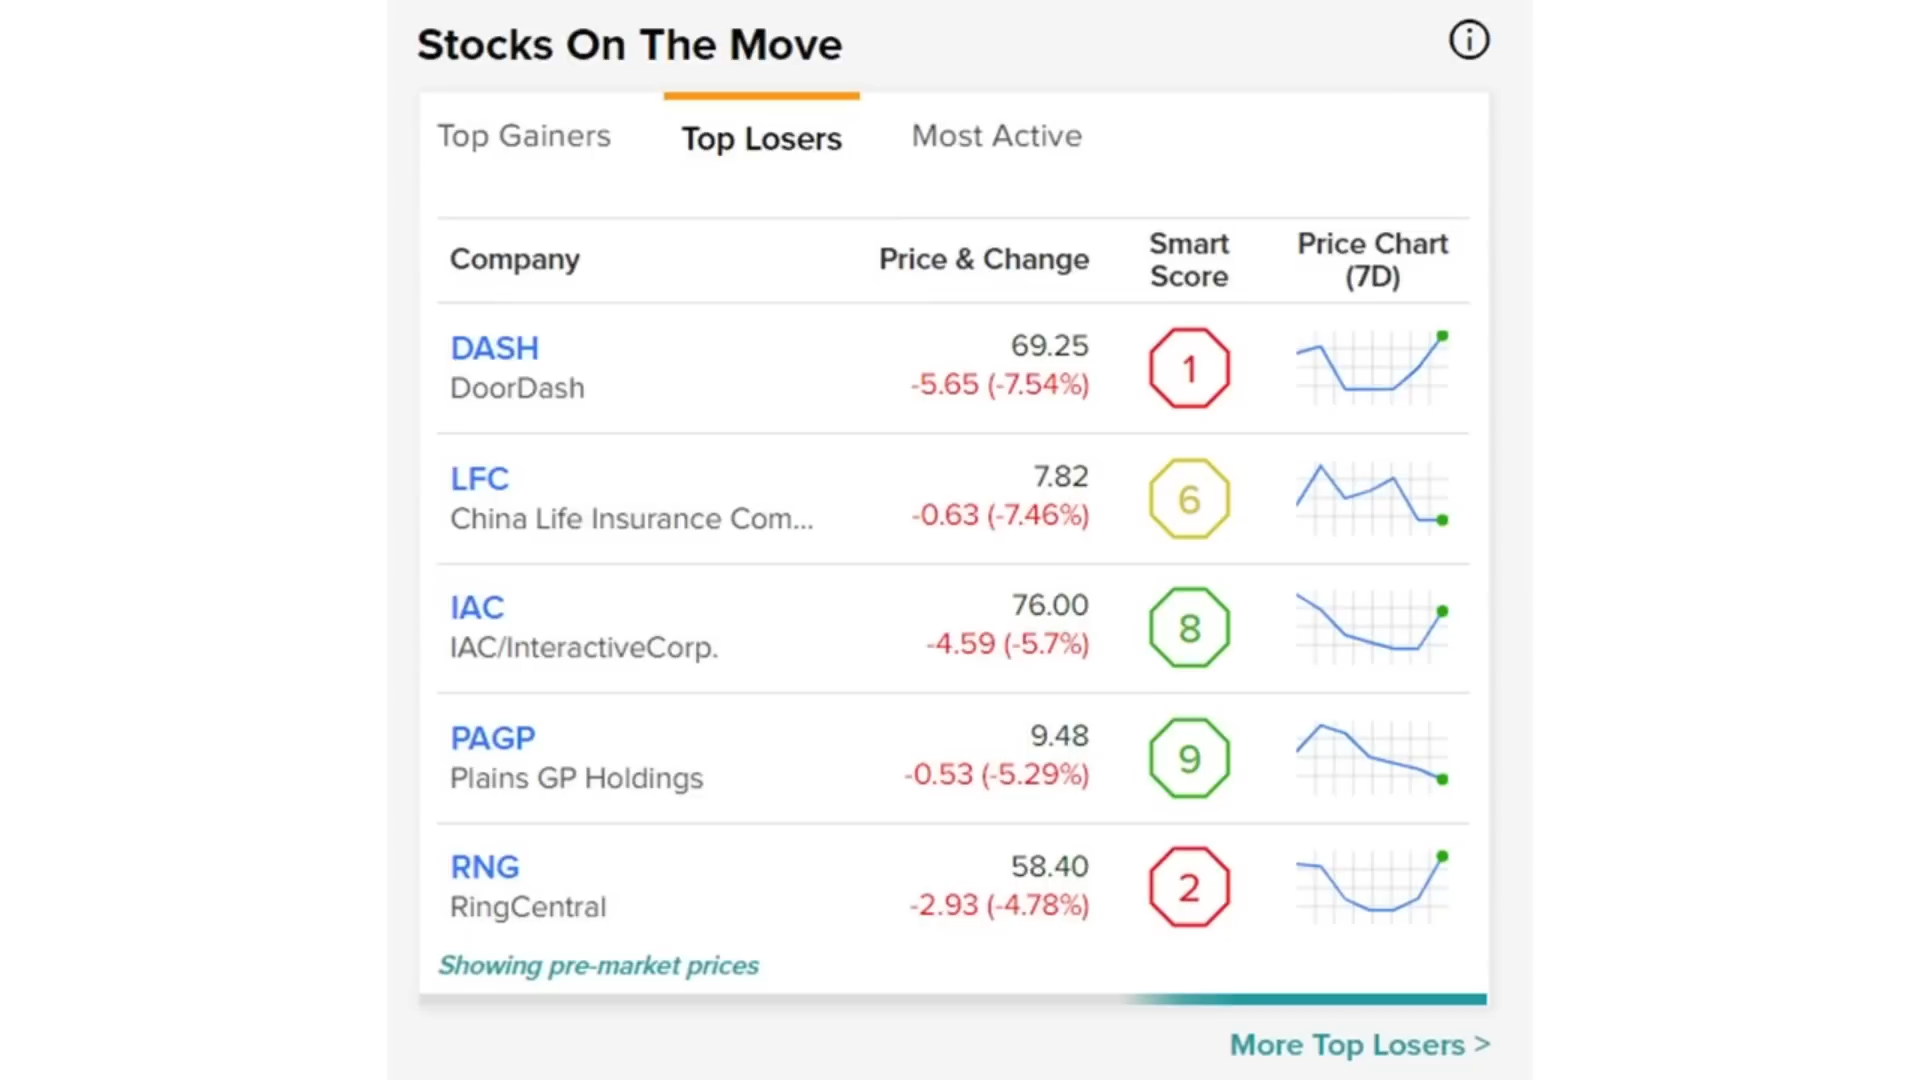 Stocks On The Move
Top Gainers Top Losers Most Active
Company Price & Change Smart Score Price Chart (7D)
DASH 69.25
DoorDash -5.65 (-7.54%) 1
LFC 7.82
China Life Insurance Com... -0.63 (-7.46%) 6
IAC 76.00
IAC/InteractiveCorp. -4.59 (-5.7%) 8
PAGP 9.48
Plains GP Holdings -0.53 (-5.29%) 9
RNG 58.40
RingCentral -2.93 (-4.78%) 2
Showing pre-market prices
More Top Losers >